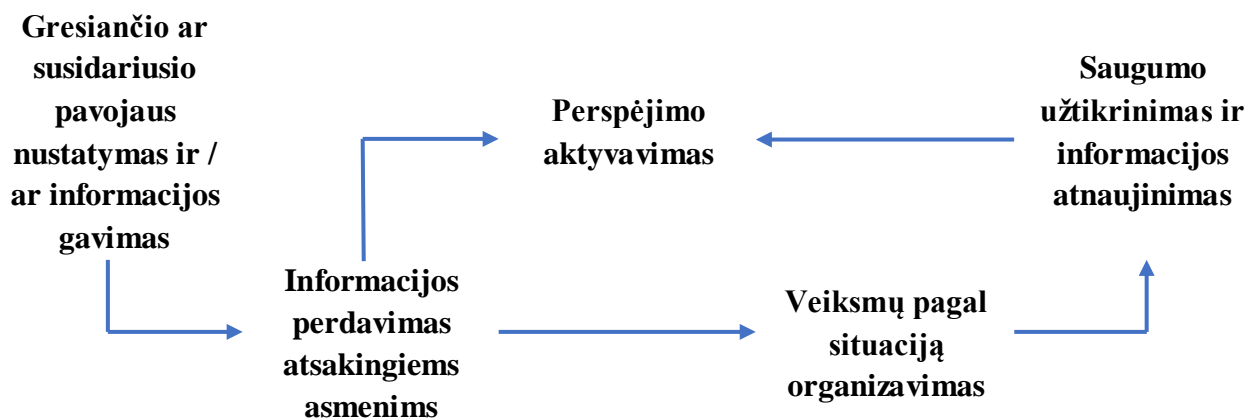 Gresiančio ar
susidariusio
pavojaus
nustatymas ir /
ar informacijos
gavimas
Informacijos
perdavimas
atsakingiems
asmenims
Perspėjimo
aktyvavimas
Veiksmų pagal
situaciją
organizavimas
Saugumo
užtikrinimas ir
informacijos
atnaujinimas